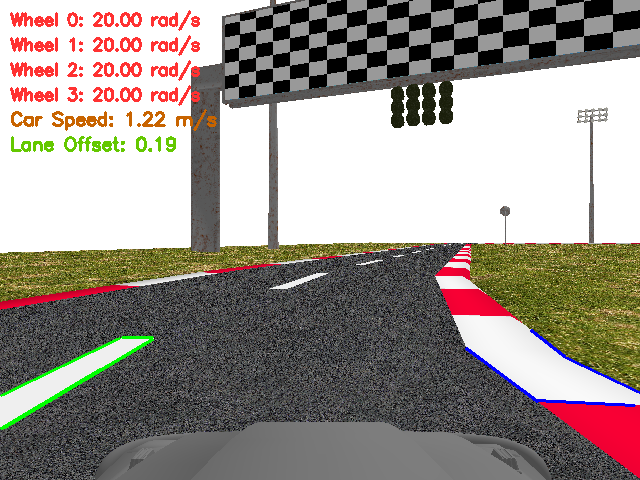 Wheel 0: 20.00 rad/s
Wheel 1: 20.00 rad/s
Wheel 2: 20.00 rad/s
Wheel 3: 20.00 rad/s
Car Speed: 1.22 m/s
Lane Offset: 0.19